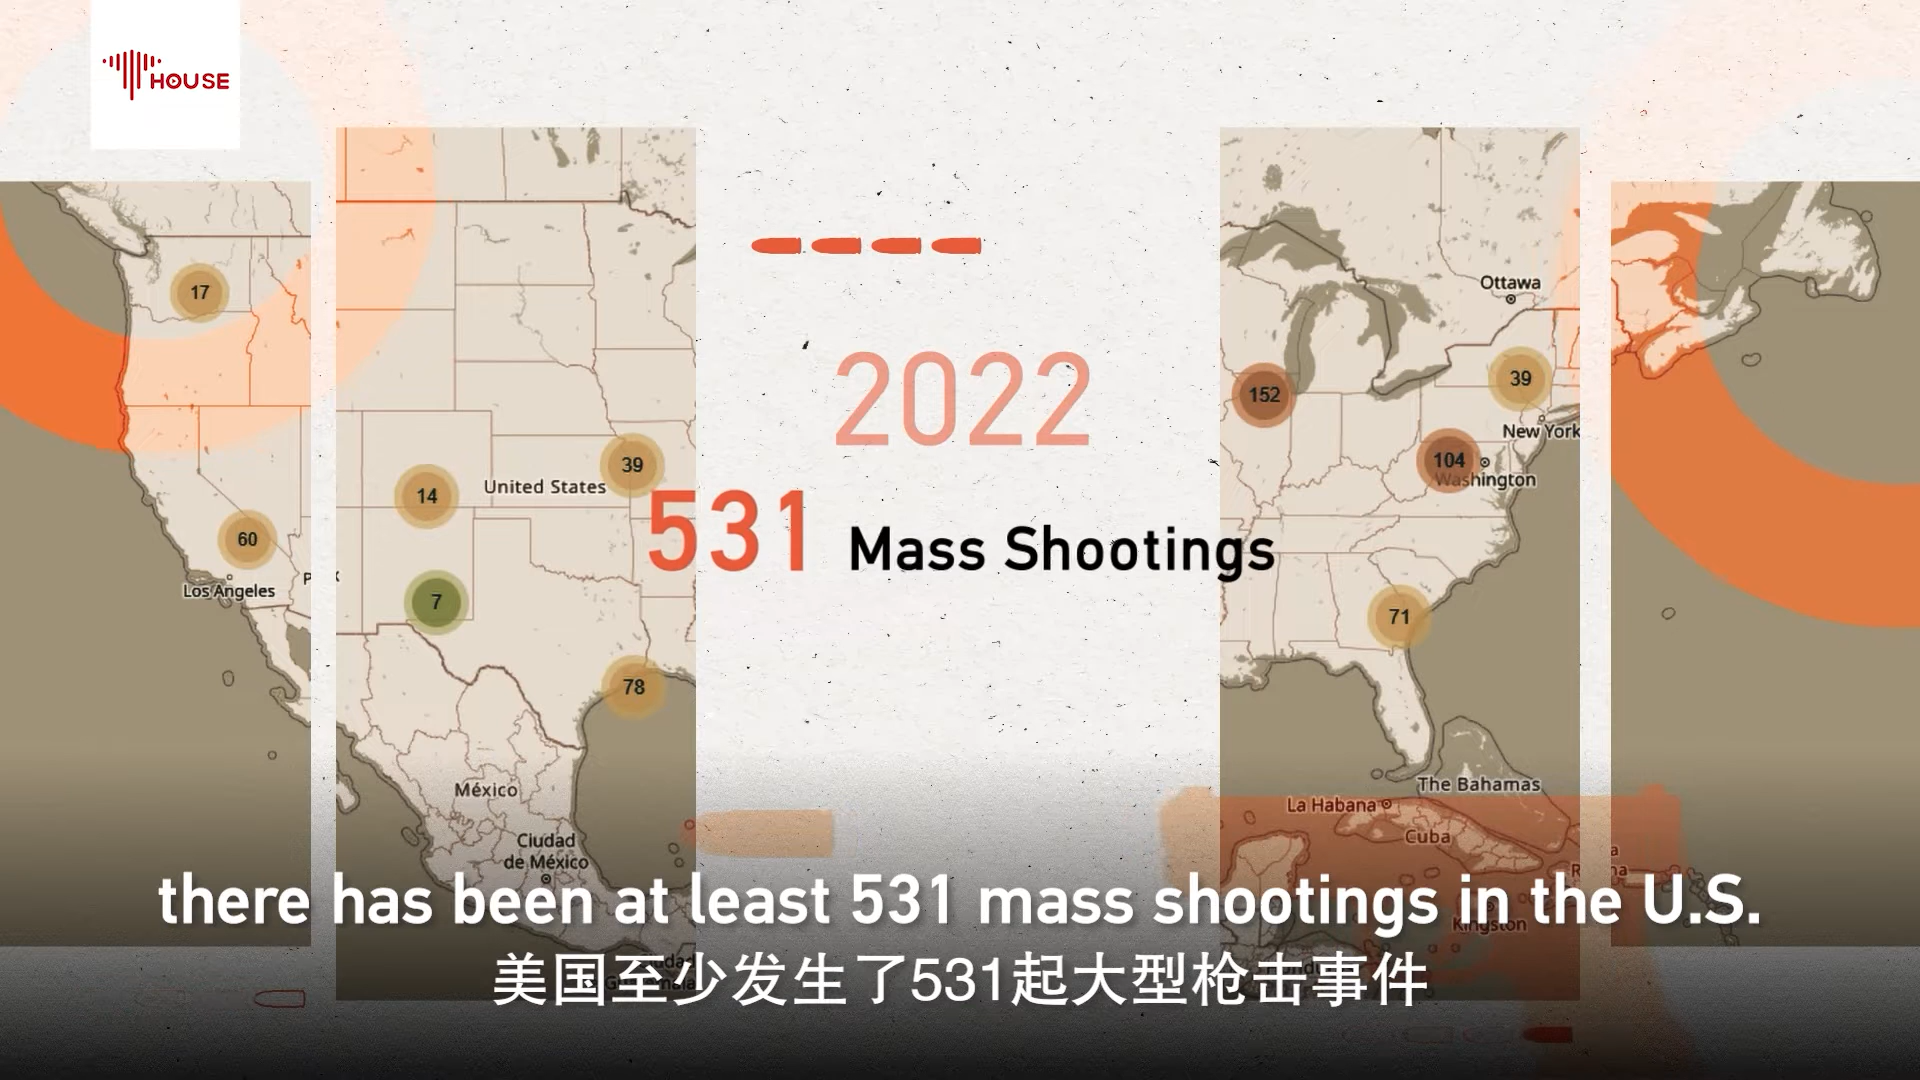 HOUSE
17
60
Los Angeles
14
United States
39
7
78
México
Ciudad
de México
2022
531 Mass Shootings
Ottawa
152
39
New York
104
Washington
71
The Bahamas
La Habana
Cuba
Kingston
there has been at least 531 mass shootings in the U.S.
美国至少发生了531起大型枪击事件